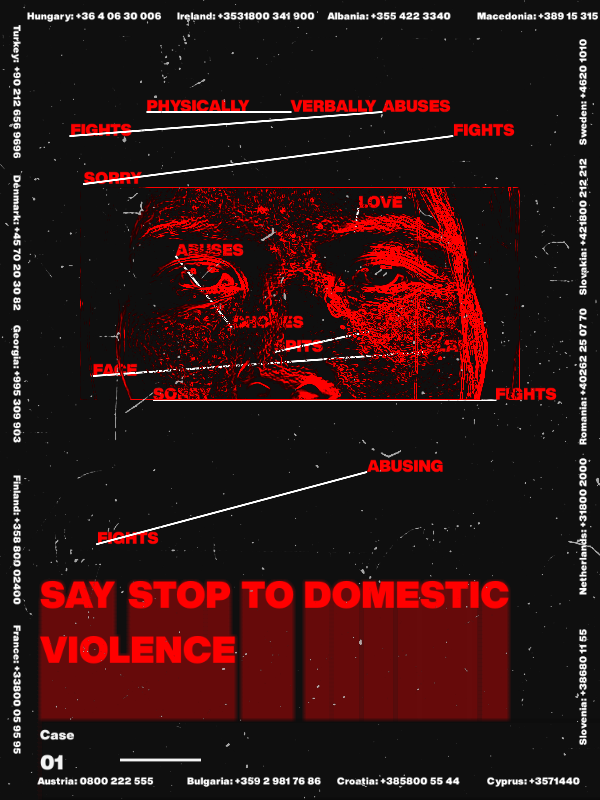 Hungary: +36 4 06 30 006 Ireland: +3531800 341 900 Albania: +355 422 3340 Macedonia: +389 15 315
Turkey: +90 212 656 9696
Denmark: +45 70 20 30 82
Georgia: +995 309 903
Finland: +358 800 02400
France: +33800 05 95 95
Sweden: +4620 1010
Slovakia: +421800 212 212
Romania: +40262 25 07 70
Netherlands: +31800 2000
Slovenia: +38680 11 55
PHYSICALLY VERBALLY ABUSES
FIGHTS FIGHTS
SORRY
LOVE
ABUSES
FACE
SORRY FIGHTS
ABUSING
FIGHTS
SAY STOP TO DOMESTIC
VIOLENCE
Case
01
Austria: 0800 222 555 Bulgaria: +359 2 981 76 86 Croatia: +385800 55 44 Cyprus: +3571440